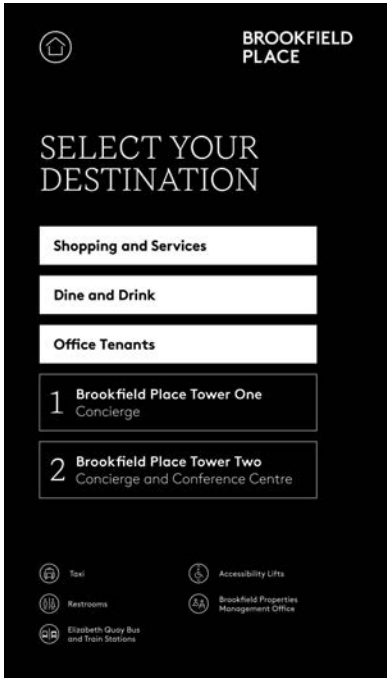 BROOKFIELD
PLACE
SELECT YOUR
DESTINATION
Shopping and Services
Dine and Drink
Office Tenants
1 Brookfield Place Tower One
Concierge
2 Brookfield Place Tower Two
Concierge and Conference Centre
Taxi
Accessibility Lifts
Restrooms
Brookfield Properties
Management Office
Elizabeth Quay Bus
and Train Stations